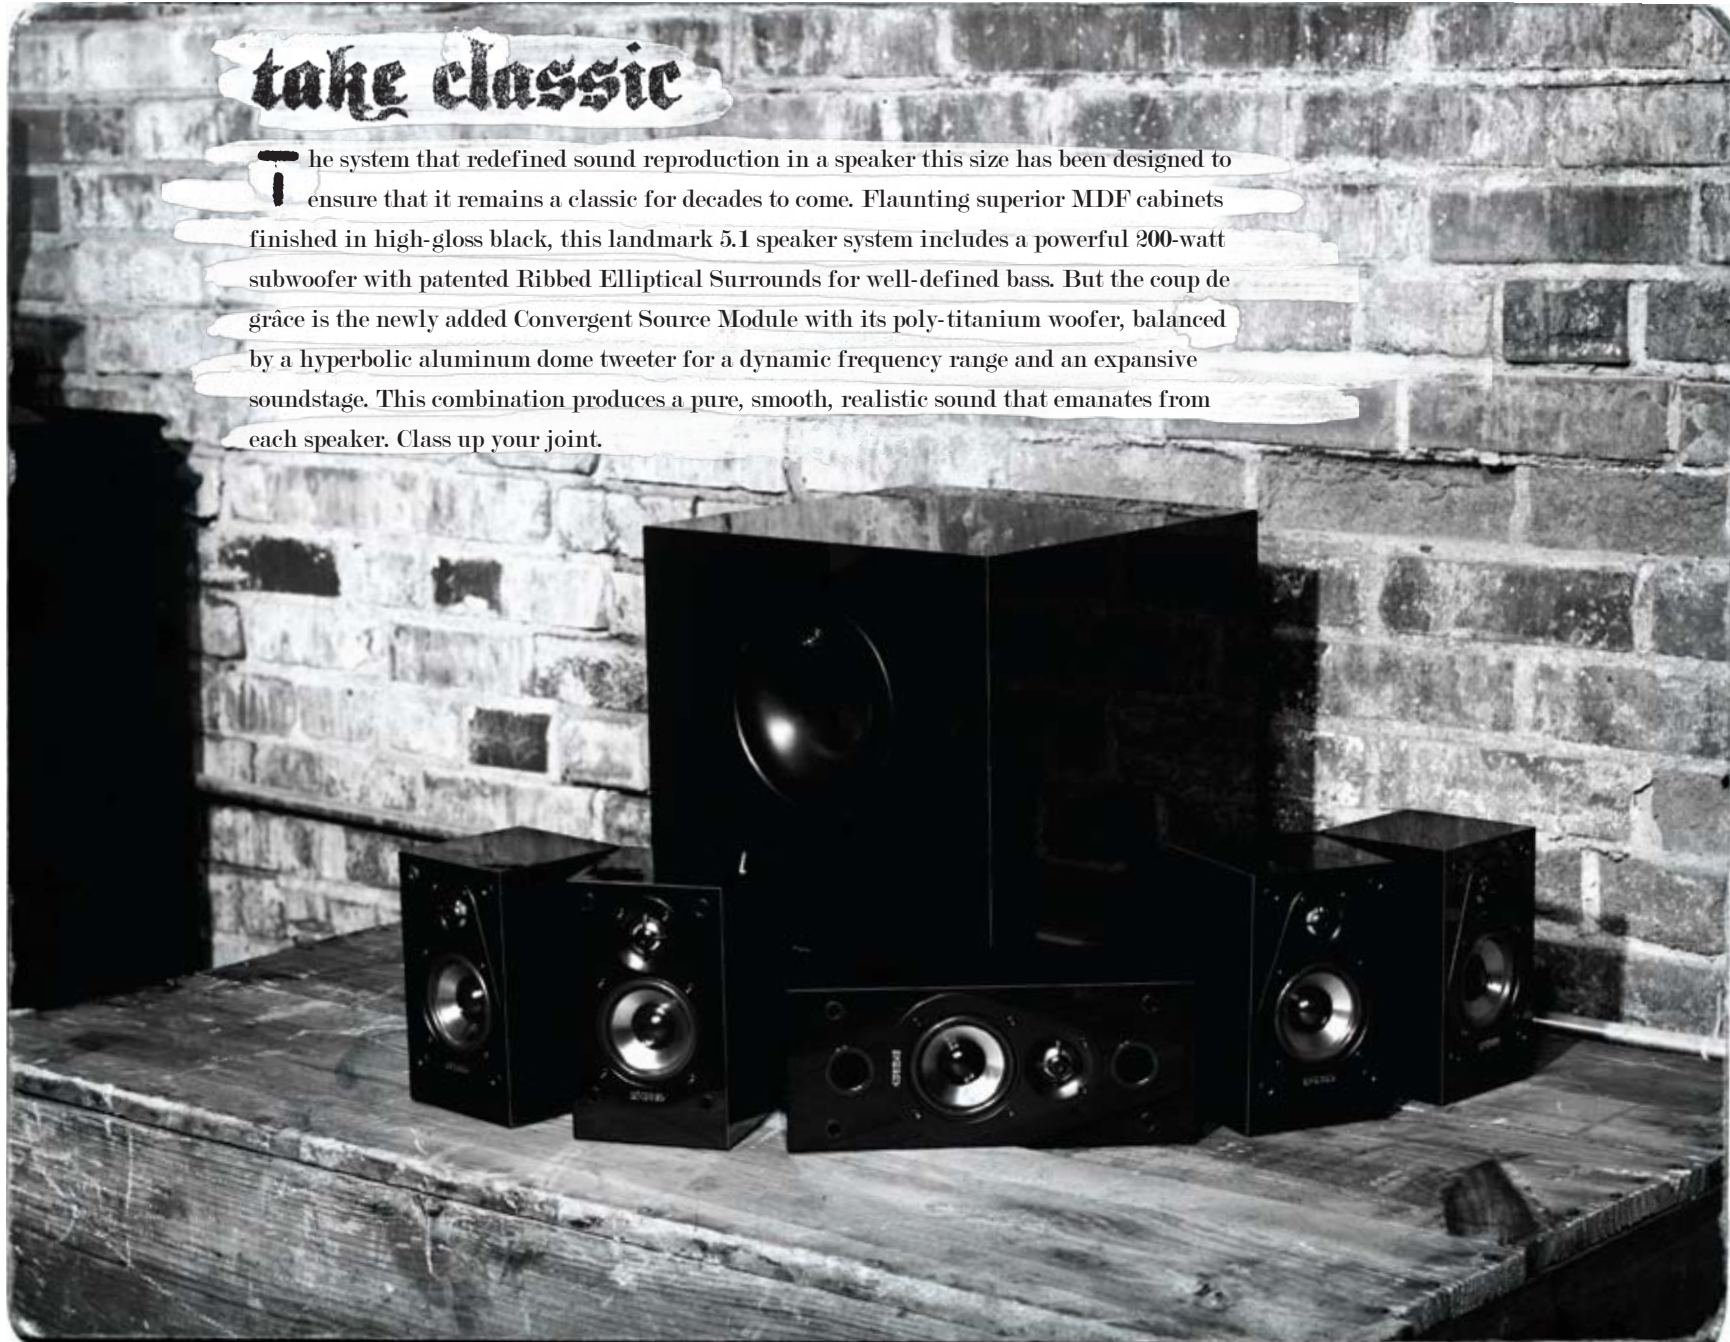 take classic
The system that redefined sound reproduction in a speaker this size has been designed to
ensure that it remains a classic for decades to come. Flaunting superior MDF cabinets
finished in high-gloss black, this landmark 5.1 speaker system includes a powerful 200-watt
subwoofer with patented Ribbed Elliptical Surrounds for well-defined bass. But the coup de
grâce is the newly added Convergent Source Module with its poly-titanium woofer, balanced
by a hyperbolic aluminum dome tweeter for a dynamic frequency range and an expansive
soundstage. This combination produces a pure, smooth, realistic sound that emanates from
each speaker. Class up your joint.